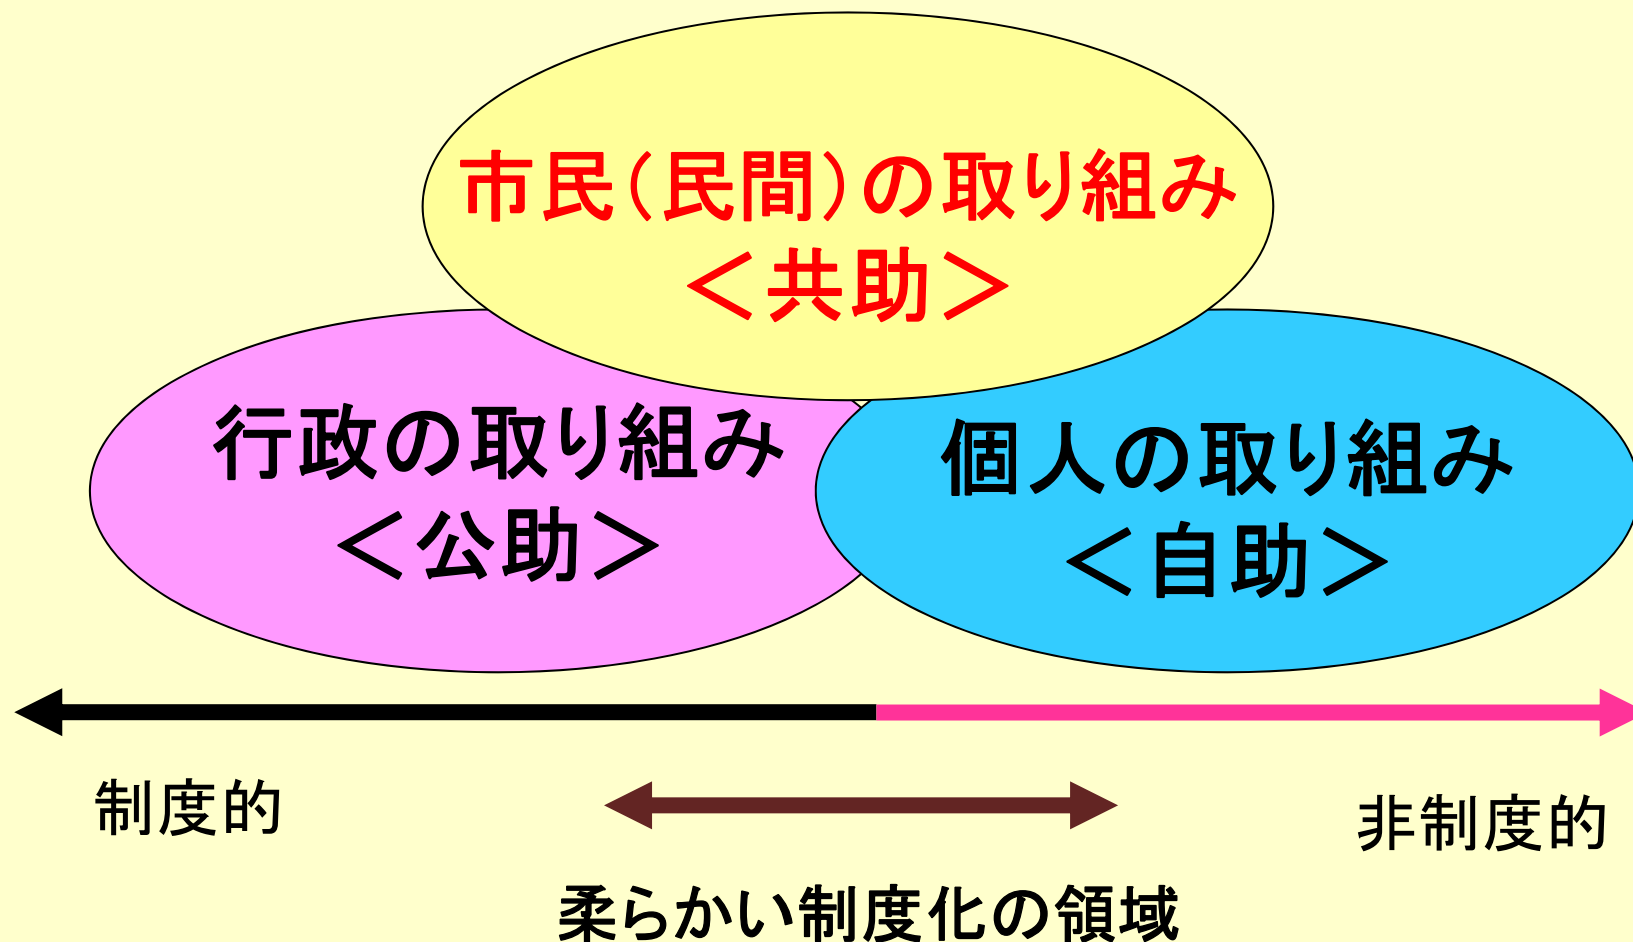 市民(民間)の取り組み
<共助>
行政の取り組み
<公助>
個人の取り組み
<自助>
制度的
非制度的
柔らかい制度化の領域